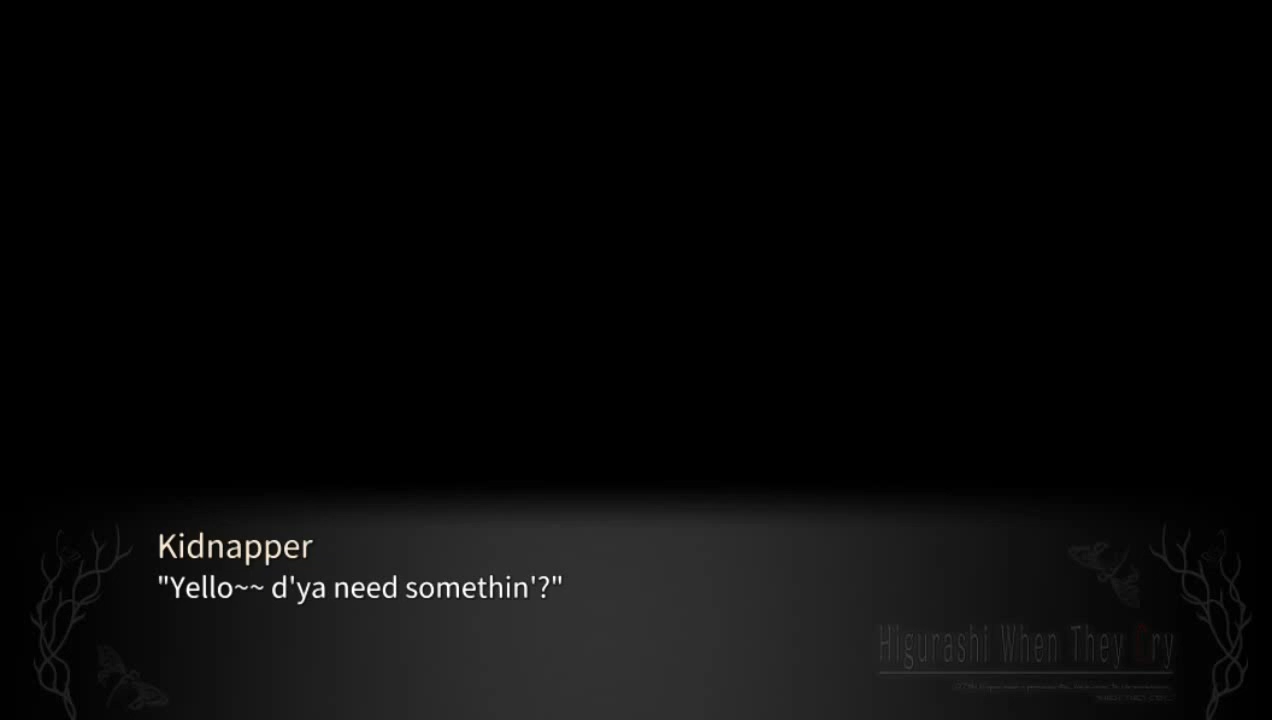 Kidnapper
"Yello~~ d'ya need somethin'?"
Higurashi When They Cry